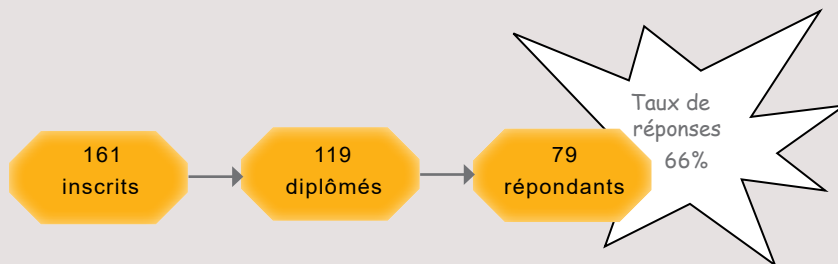 161
inscrits
119
diplômés
79
répondants
Taux de
réponses
66%